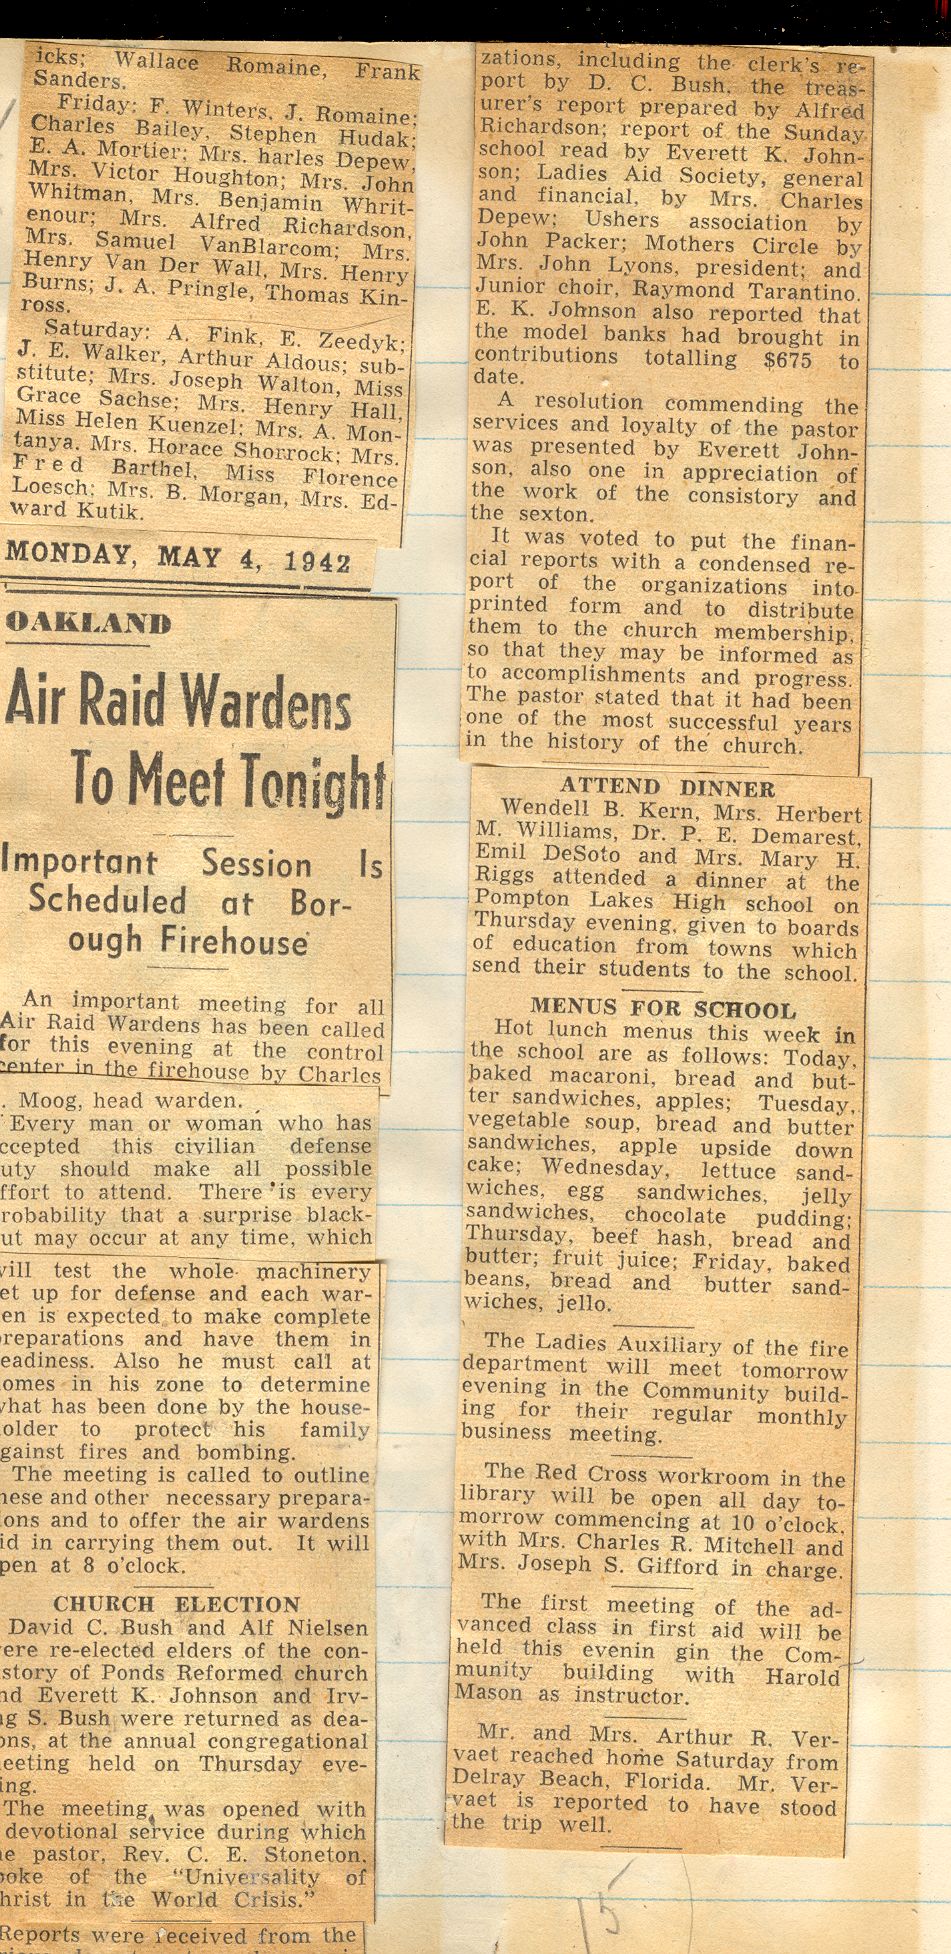 icks; Wallace Romaine, Frank
Sanders.
Friday: F. Winters, J. Romaine;
Charles Bailey, Stephen Hudak;
E. A. Mortier; Mrs. harles Depew,
Mrs. Victor Houghton; Mrs. John
Whitman, Mrs. Benjamin Whrit-
enour; Mrs. Alfred Richardson,
Mrs. Samuel VanBlarcom; Mrs.
Henry Van Der Wall, Mrs. Henry
Burns; J. A. Pringle, Thomas Kin-
ross.
Saturday: A. Fink, E. Zeedyk;
J. E. Walker, Arthur Aldous; sub-
stitute; Mrs. Joseph Walton, Miss
Grace Sachse; Mrs. Henry Hall,
Miss Helen Kuenzel; Mrs. A. Mon-
tanya. Mrs. Horace Shorrock; Mrs.
Fred Barthel, Miss Florence
Loesch; Mrs. B. Morgan, Mrs. Ed-
ward Kutik.
MONDAY, MAY 4, 1942
OAKLAND
Air Raid Wardens
To Meet Tonight
Important Session Is
Scheduled at Bor-
ough Firehouse
An important meeting for all
Air Raid Wardens has been called
for this evening at the control
center in the firehouse by Charles
. Moog, head warden.
Every man or woman who has
ccepted this civilian defense
uty should make all possible
ffort to attend. There is every
robability that a surprise black-
ut may occur at any time, which
vill test the whole machinery
et up for defense and each war-
en is expected to make complete
reparations and have them in
eadiness. Also he must call at
omes in his zone to determine
what has been done by the house-
older to protect his family
gainst fires and bombing.
The meeting is called to outline
hese and other necessary prepara-
ions and to offer the air wardens
id in carrying them out. It will
pen at 8 o'clock.
CHURCH ELECTION
David C. Bush and Alf Nielsen
ere re-elected elders of the con-
istory of Ponds Reformed church
nd Everett K. Johnson and Irv-
ng S. Bush were returned as dea-
ons, at the annual congregational
eeting held on Thursday eve-
ing.
The meeting was opened with
devotional service during which
he pastor, Rev. C. E. Stoneton,
poke of the "Universality of
hrist in the World Crisis."
Reports were received from the
zations, including the clerk's re-
port by D. C. Bush, the treas-
urer's report prepared by Alfred
Richardson; report of the Sunday
school read by Everett K. John-
son; Ladies Aid Society, general
and financial, by Mrs. Charles
Depew; Ushers association by
John Packer; Mothers Circle by
Mrs. John Lyons, president; and
Junior choir, Raymond Tarantino.
E. K. Johnson also reported that
the model banks had brought in
contributions totalling $675 to
date.
A resolution commending the
services and loyalty of the pastor
was presented by Everett John-
son, also one in appreciation of
the work of the consistory and
the sexton.
It was voted to put the finan-
cial reports with a condensed re-
port of the organizations into
printed form and to distribute
them to the church membership,
so that they may be informed as
to accomplishments and progress.
The pastor stated that it had been
one of the most successful years
in the history of the church.
ATTEND DINNER
Wendell B. Kern, Mrs. Herbert
M. Williams, Dr. P. E. Demarest,
Emil DeSoto and Mrs. Mary H.
Riggs attended a dinner at the
Pompton Lakes High school on
Thursday evening, given to boards
of education from towns which
send their students to the school.
MENUS FOR SCHOOL
Hot lunch menus this week in
the school are as follows: Today,
baked macaroni, bread and but-
ter sandwiches, apples; Tuesday,
vegetable soup, bread and butter
sandwiches, apple upside down
cake; Wednesday, lettuce sand-
wiches, egg sandwiches, jelly
sandwiches, chocolate pudding;
Thursday, beef hash, bread and
butter; fruit juice; Friday, baked
beans, bread and butter sand-
wiches, jello.
The Ladies Auxiliary of the fire
department will meet tomorrow
evening in the Community build-
ing for their regular monthly
business meeting.
The Red Cross workroom in the
library will be open all day to-
morrow commencing at 10 o'clock,
with Mrs. Charles R. Mitchell and
Mrs. Joseph S. Gifford in charge.
The first meeting of the ad-
vanced class in first aid will be
held this evenin gin the Com-
munity building with Harold
Mason as instructor.
Mr. and Mrs. Arthur R. Ver-
vaet reached home Saturday from
Delray Beach, Florida. Mr. Ver-
vaet is reported to have stood
the trip well.
15